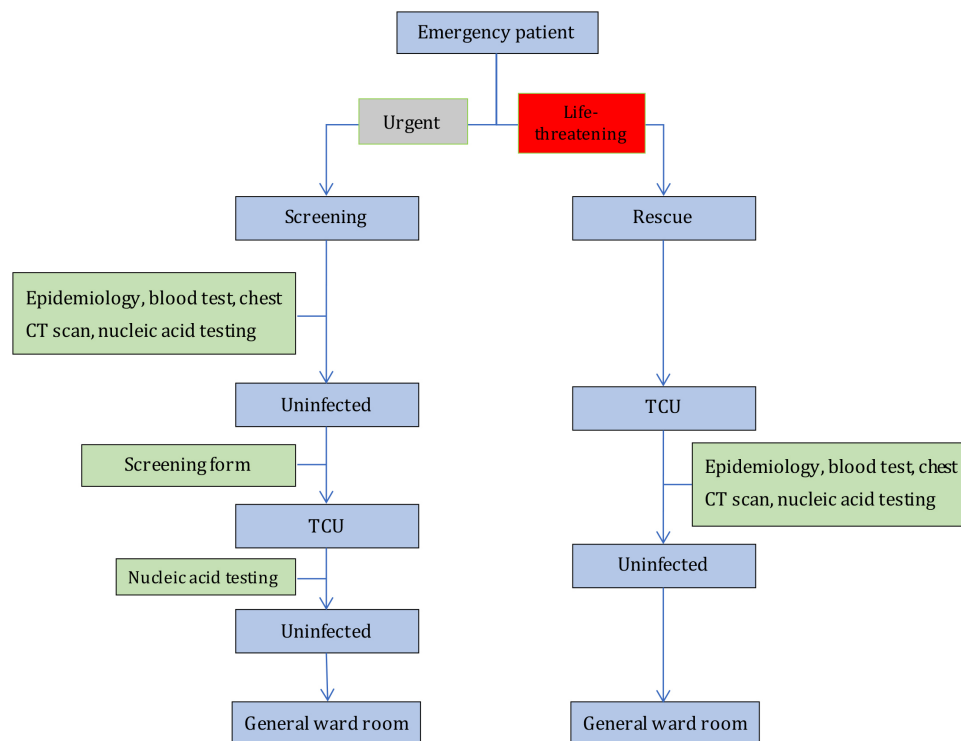 Emergency patient
Urgent
Life-
threatening
Screening
Rescue
Epidemiology, blood test, chest
CT scan, nucleic acid testing
Uninfected
TCU
Screening form
Epidemiology, blood test, chest
CT scan, nucleic acid testing
TCU
Uninfected
Nucleic acid testing
Uninfected
General ward room
General ward room